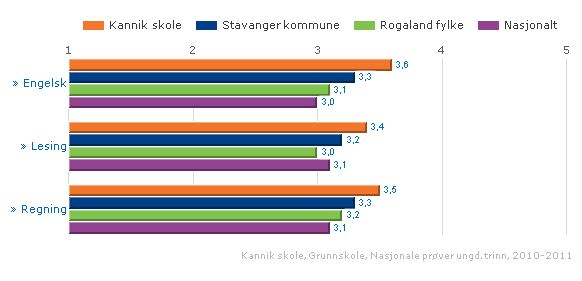 Kannik skole Stavanger kommune Rogaland fylke Nasjonalt
1 2 3 4 5
» Engelsk
3,6
3,3
3,1
3,0
» Lesing
3,4
3,2
3,0
3,1
» Regning
3,5
3,3
3,2
3,1
Kannik skole, Grunnskole, Nasjonale prøver ungd.trinn, 2010-2011